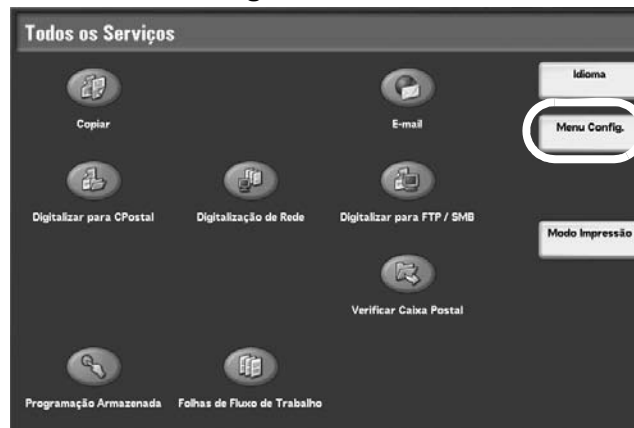 Todos os Serviços
Idioma
Copiar
E-mail
Menu Config.
Digitalizar para CPostal
Digitalização de Rede
Digitalizar para FTP / SMB
Modo Impressão
Verificar Caixa Postal
Programação Armazenada
Folhas de Fluxo de Trabalho